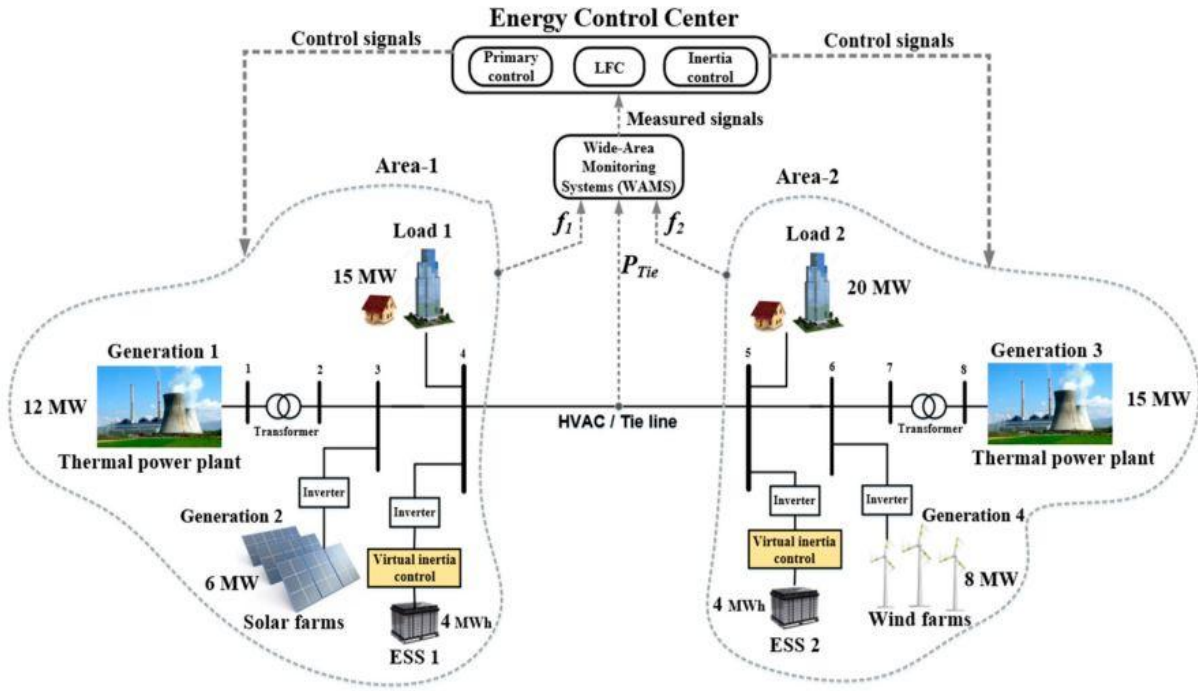 Energy Control Center
Control signals
Control signals
Primary
control
LFC
Inertia
control
Measured signals
Wide-Area
Monitoring
Systems (WAMS)
Area-1
Area-2
f1
f2
PTie
Load 1
15 MW
Load 2
20 MW
Generation 1
12 MW
Thermal power plant
1
2
3
4
Transformer
HVAC / Tie line
5
6
7
8
Transformer
Generation 3
15 MW
Thermal power plant
Inverter
Generation 2
6 MW
Solar farms
Inverter
Virtual inertia
control
4 MWh
ESS 1
Inverter
Virtual inertia
control
4 MWh
ESS 2
Inverter
Generation 4
8 MW
Wind farms